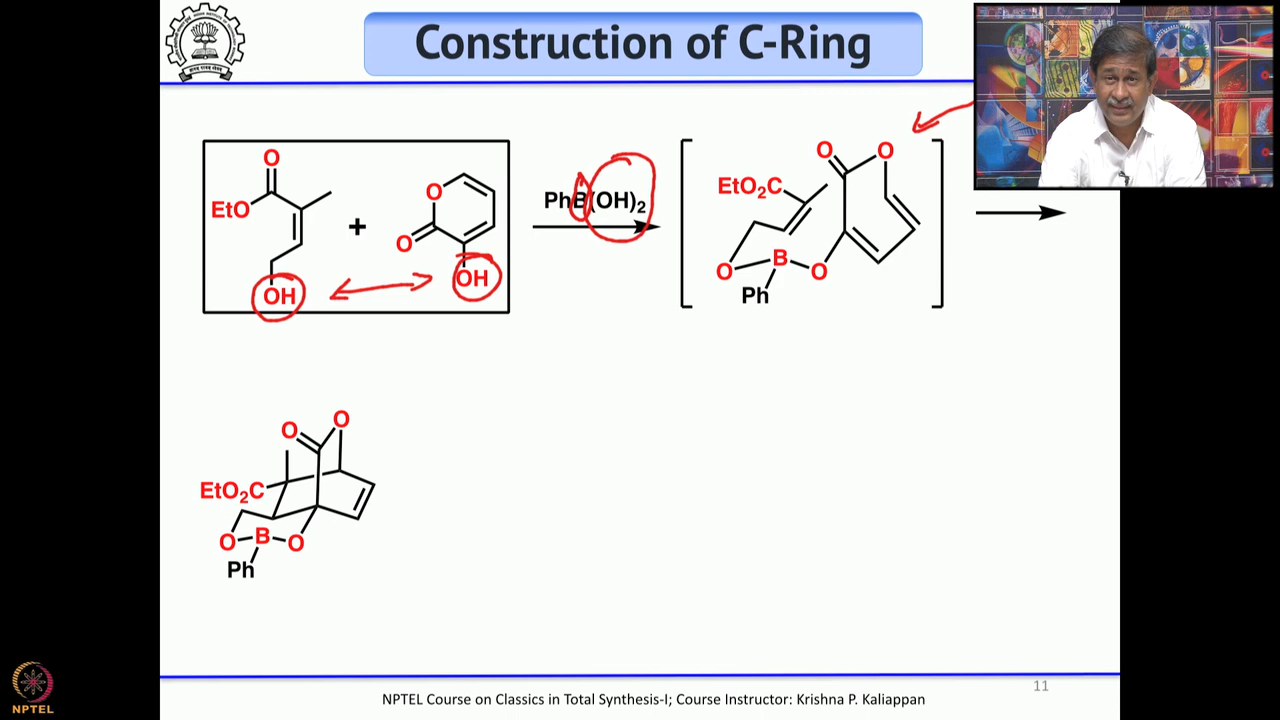 Construction of C-Ring
O
EtO
OH
+
O
O
OH
PhB(OH)2
O
O
EtO2C
O
B
O
Ph
O
O
EtO2C
O
B
O
Ph
11
NPTEL Course on Classics in Total Synthesis-I; Course Instructor: Krishna P. Kaliappan
NPTEL